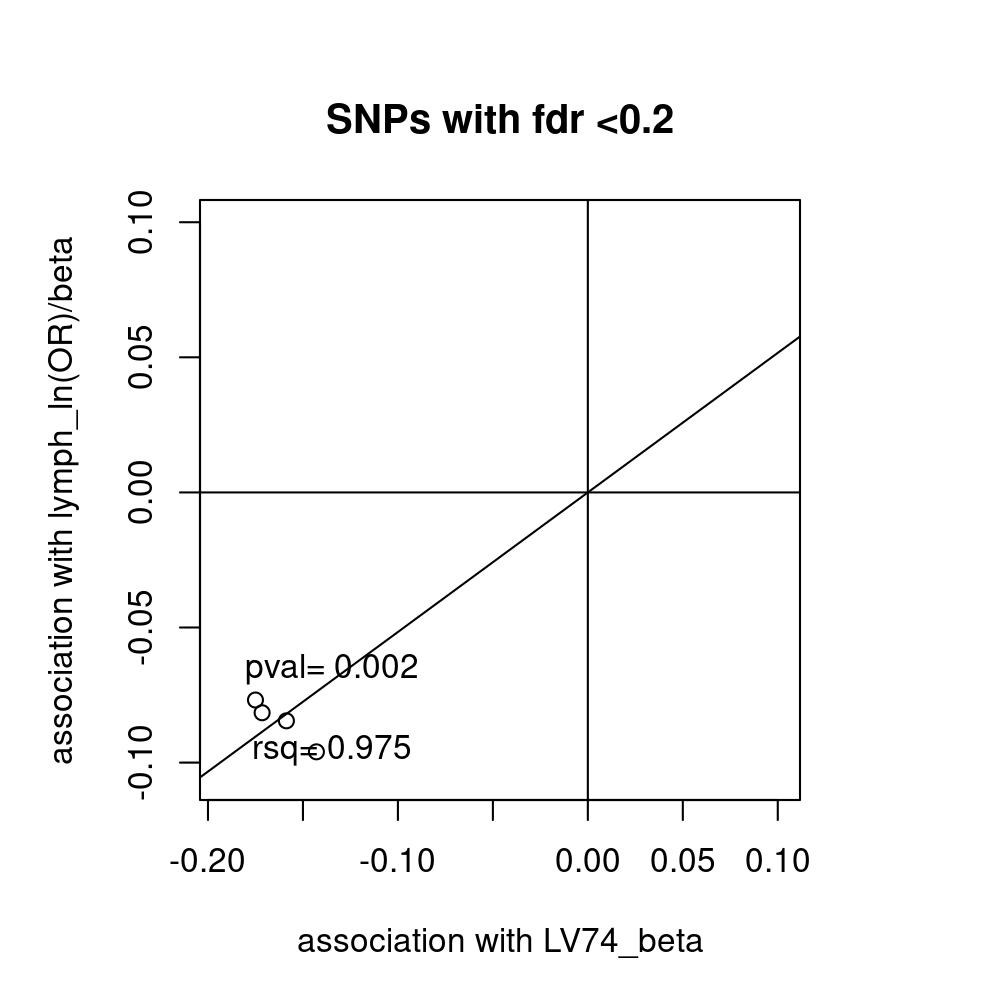 SNPs with fdr <0.2
association with lymph_ln(OR)/beta
0.10
0.05
0.00
-0.05
-0.10
pval= 0.002
rsq= 0.975
-0.20
-0.10
0.00
0.05
0.10
association with LV74_beta